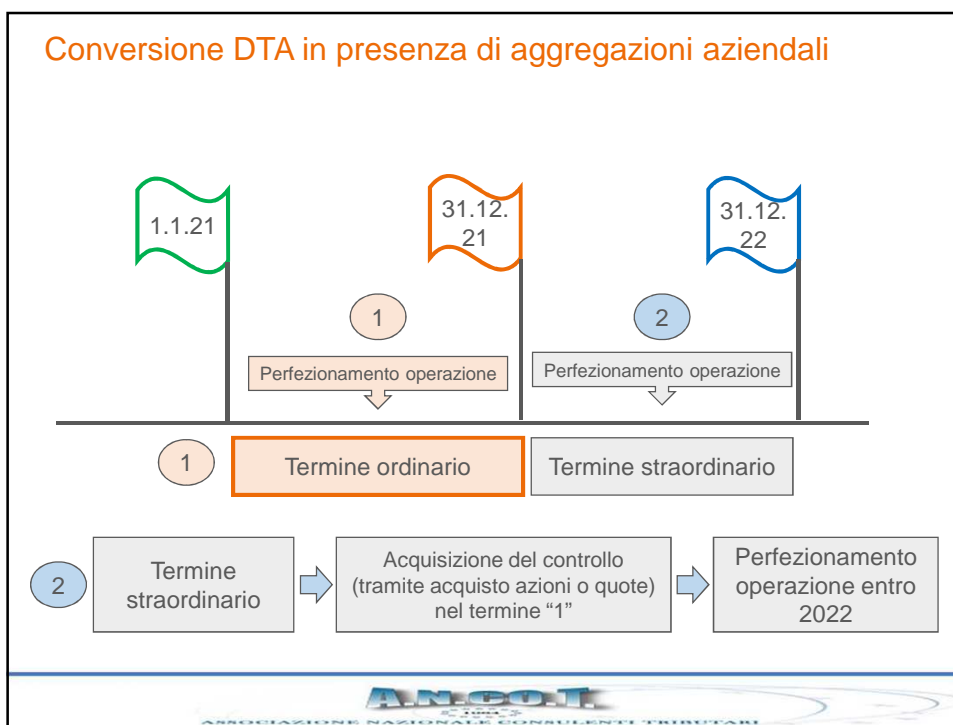 Conversione DTA in presenza di aggregazioni aziendali
1.1.21
31.12.
21
31.12.
22
1
2
Perfezionamento operazione
Perfezionamento operazione
1
Termine ordinario
Termine straordinario
2
Termine
straordinario
Acquisizione del controllo
(tramite acquisto azioni o quote)
nel termine “1”
Perfezionamento
operazione entro
2022
A.N.CO.T.
1984
ASSOCIAZIONE NAZIONALE CONSULENTI TRIBUTARI